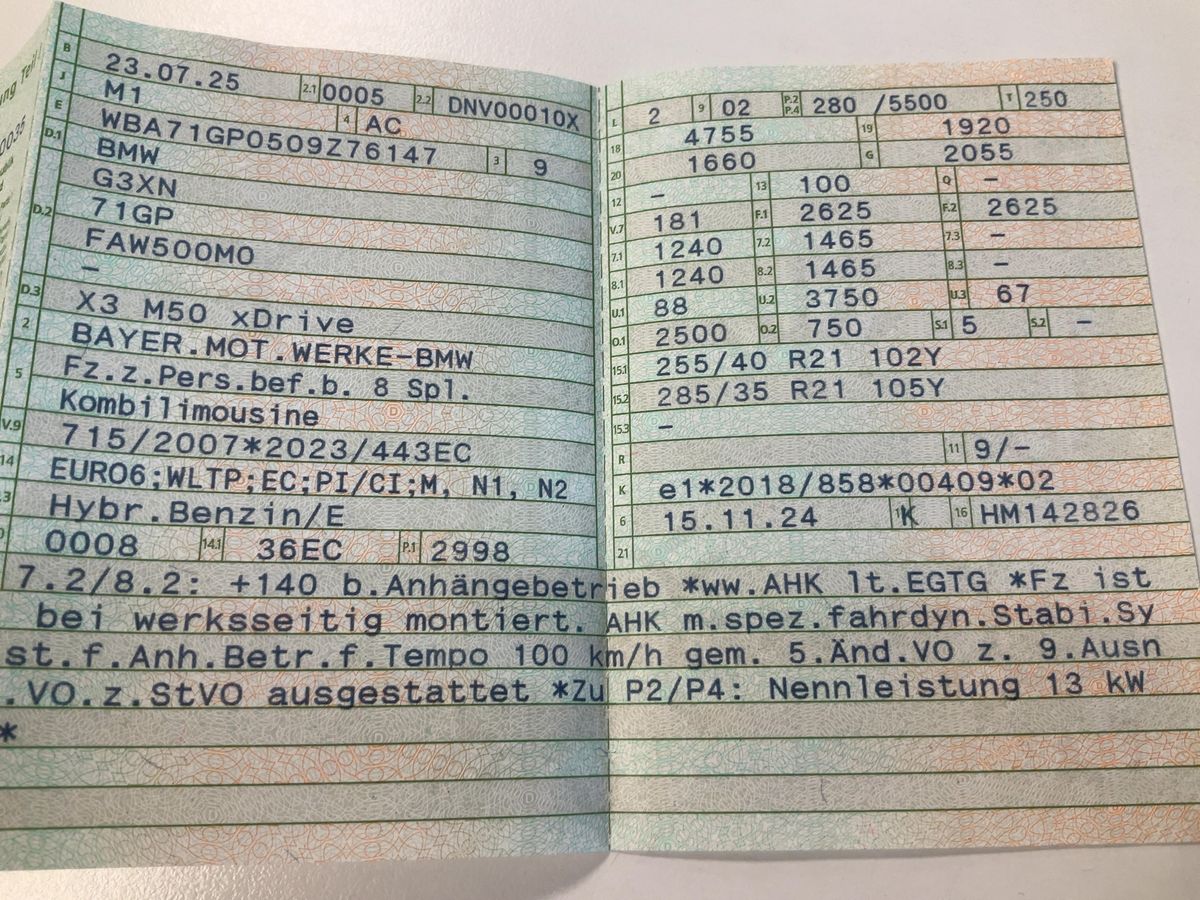 ung Teil
0035
B 23.07.25 2.1 0005 2.2 DNV00010X
J M1 4 AC
E WBA71GP0509Z76147 3 9
D.1 BMW
G3XN
D.2 71GP
FAW500M0
–
D.3 X3 M50 xDrive
2 BAYER.MOT.WERKE-BMW
5 Fz.z.Pers.bef.b. 8 Spl.
Kombilimousine
V.9 715/2007*2023/443EC
14 EURO6;WLTP;EC;PI/CI;M, N1, N2
P.3 Hybr.Benzin/E
10 0008 14.1 36EC P.1 2998
L 2 9 02 P.2 P.4 280 /5500 T 250
18 4755 19 1920
20 1660 G 2055
12 – 13 100 Q –
V.7 181 F.1 2625 F.2 2625
7.1 1240 7.2 1465 7.3 –
8.1 1240 8.2 1465 8.3 –
U.1 88 U.2 3750 U.3 67
O.1 2500 O.2 750 S.1 5 S.2 –
15.1 255/40 R21 102Y
15.2 285/35 R21 105Y
15.3 –
R 11 9/–
K e1*2018/858*00409*02
6 15.11.24 17 K 16 HM142826
21
7.2/8.2: +140 b.Anhängebetrieb *ww.AHK lt.EGTG *Fz ist
bei werksseitig montiert. AHK m.spez.fahrdyn.Stabi.Sy
st.f.Anh.Betr.f.Tempo 100 km/h gem. 5.Änd.VO z. 9.Ausn
.VO.z.StVO ausgestattet *Zu P2/P4: Nennleistung 13 kW
*